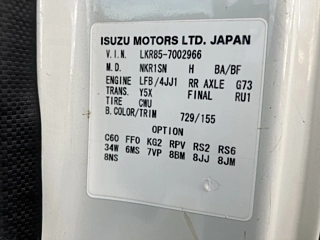 ISUZU MOTORS LTD. JAPAN
V.I.N. LKR85-7002966
M.D. NKR1SN H BA/BF
ENGINE LFB/4JJ1 RR AXLE G73
TRANS. Y5X FINAL RU1
TIRE CWU
B.COLOR/TRIM 729/155
OPTION
C60 FF0 KG2 RPV RS2 RS6
34W 6MS 7VP 8BM 8JJ 8JM
8NS